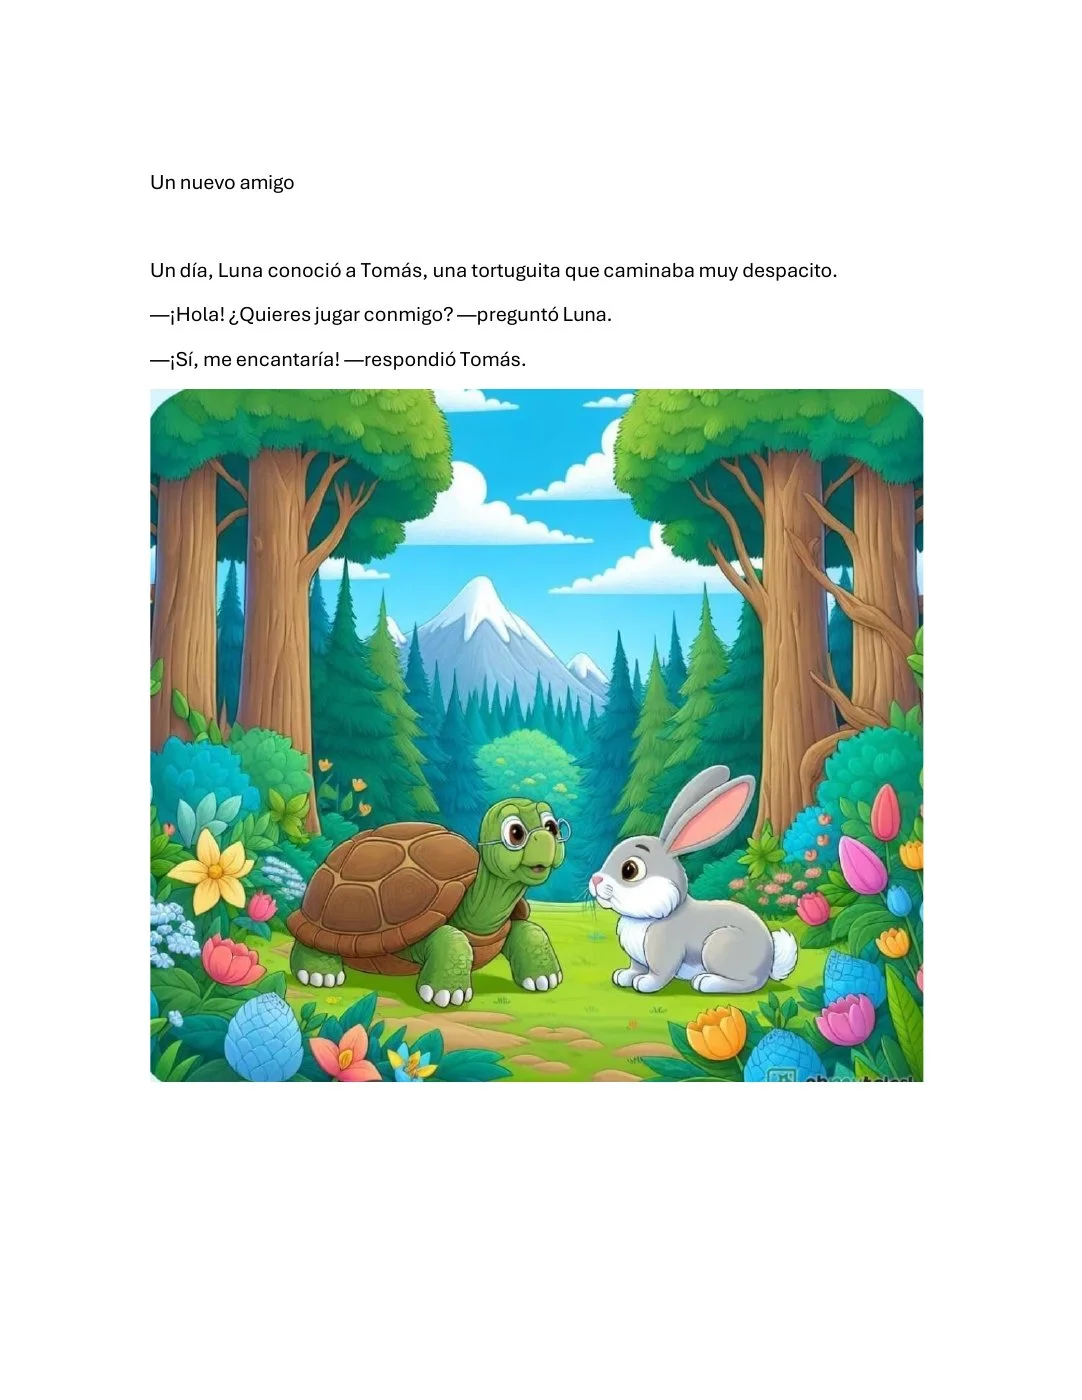 Un nuevo amigo
Un día, Luna conoció a Tomás, una tortuguita que caminaba muy despacito.
—¡Hola! ¿Quieres jugar conmigo? —preguntó Luna.
—¡Sí, me encantaría! —respondió Tomás.